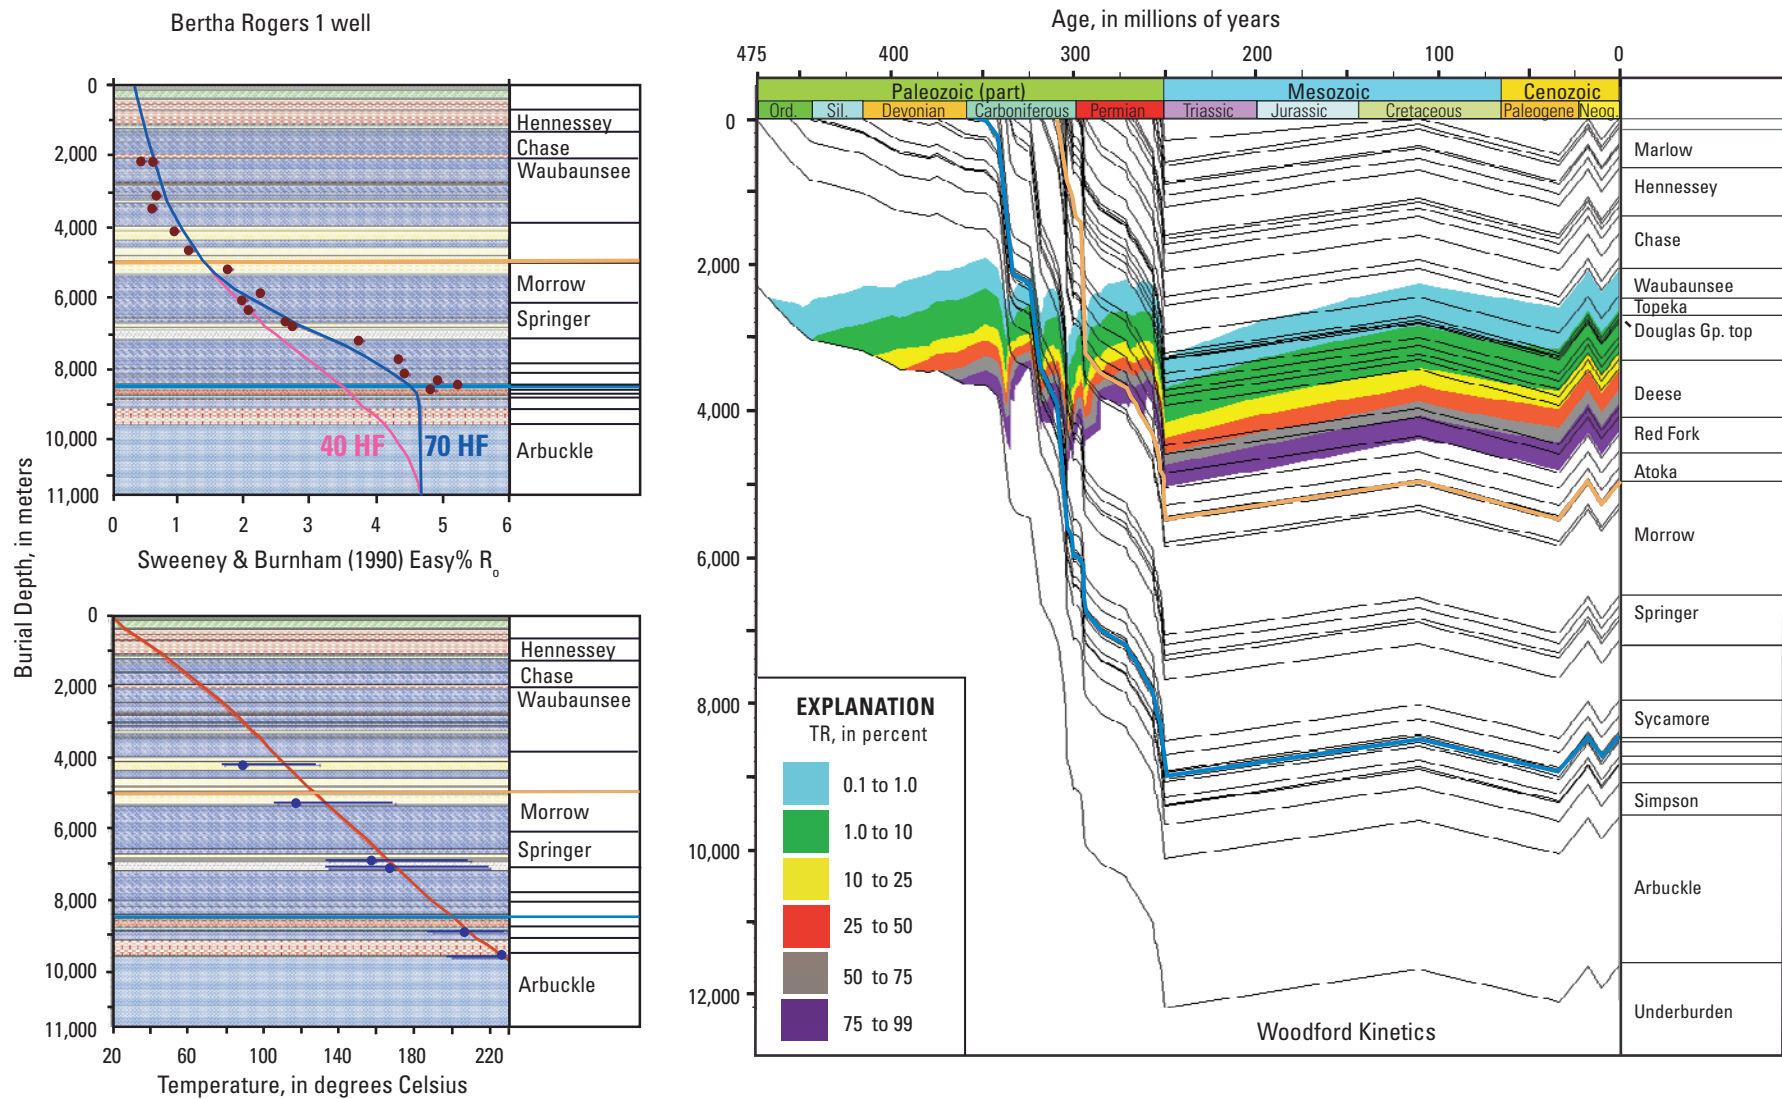 Bertha Rogers 1 well
0
2,000
4,000
6,000
8,000
10,000
11,000
Hennessey
Chase
Waubaunsee
Morrow
Springer
Arbuckle
40 HF
70 HF
0 1 2 3 4 5 6
Sweeney & Burnham (1990) Easy% Ro
Burial Depth, in meters
0
2,000
4,000
6,000
8,000
10,000
11,000
Hennessey
Chase
Waubaunsee
Morrow
Springer
Arbuckle
20 60 100 140 180 220
Temperature, in degrees Celsius
Age, in millions of years
475 400 300 200 100 0
Paleozoic (part) Mesozoic Cenozoic
Ord. Sil. Devonian Carboniferous Permian Triassic Jurassic Cretaceous Paleogene Neog.
0
2,000
4,000
6,000
8,000
10,000
12,000
Marlow
Hennessey
Chase
Waubaunsee
Topeka
Douglas Gp. top
Deese
Red Fork
Atoka
Morrow
Springer
Sycamore
Simpson
Arbuckle
Underburden
EXPLANATION
TR, in percent
0.1 to 1.0
1.0 to 10
10 to 25
25 to 50
50 to 75
75 to 99
Woodford Kinetics